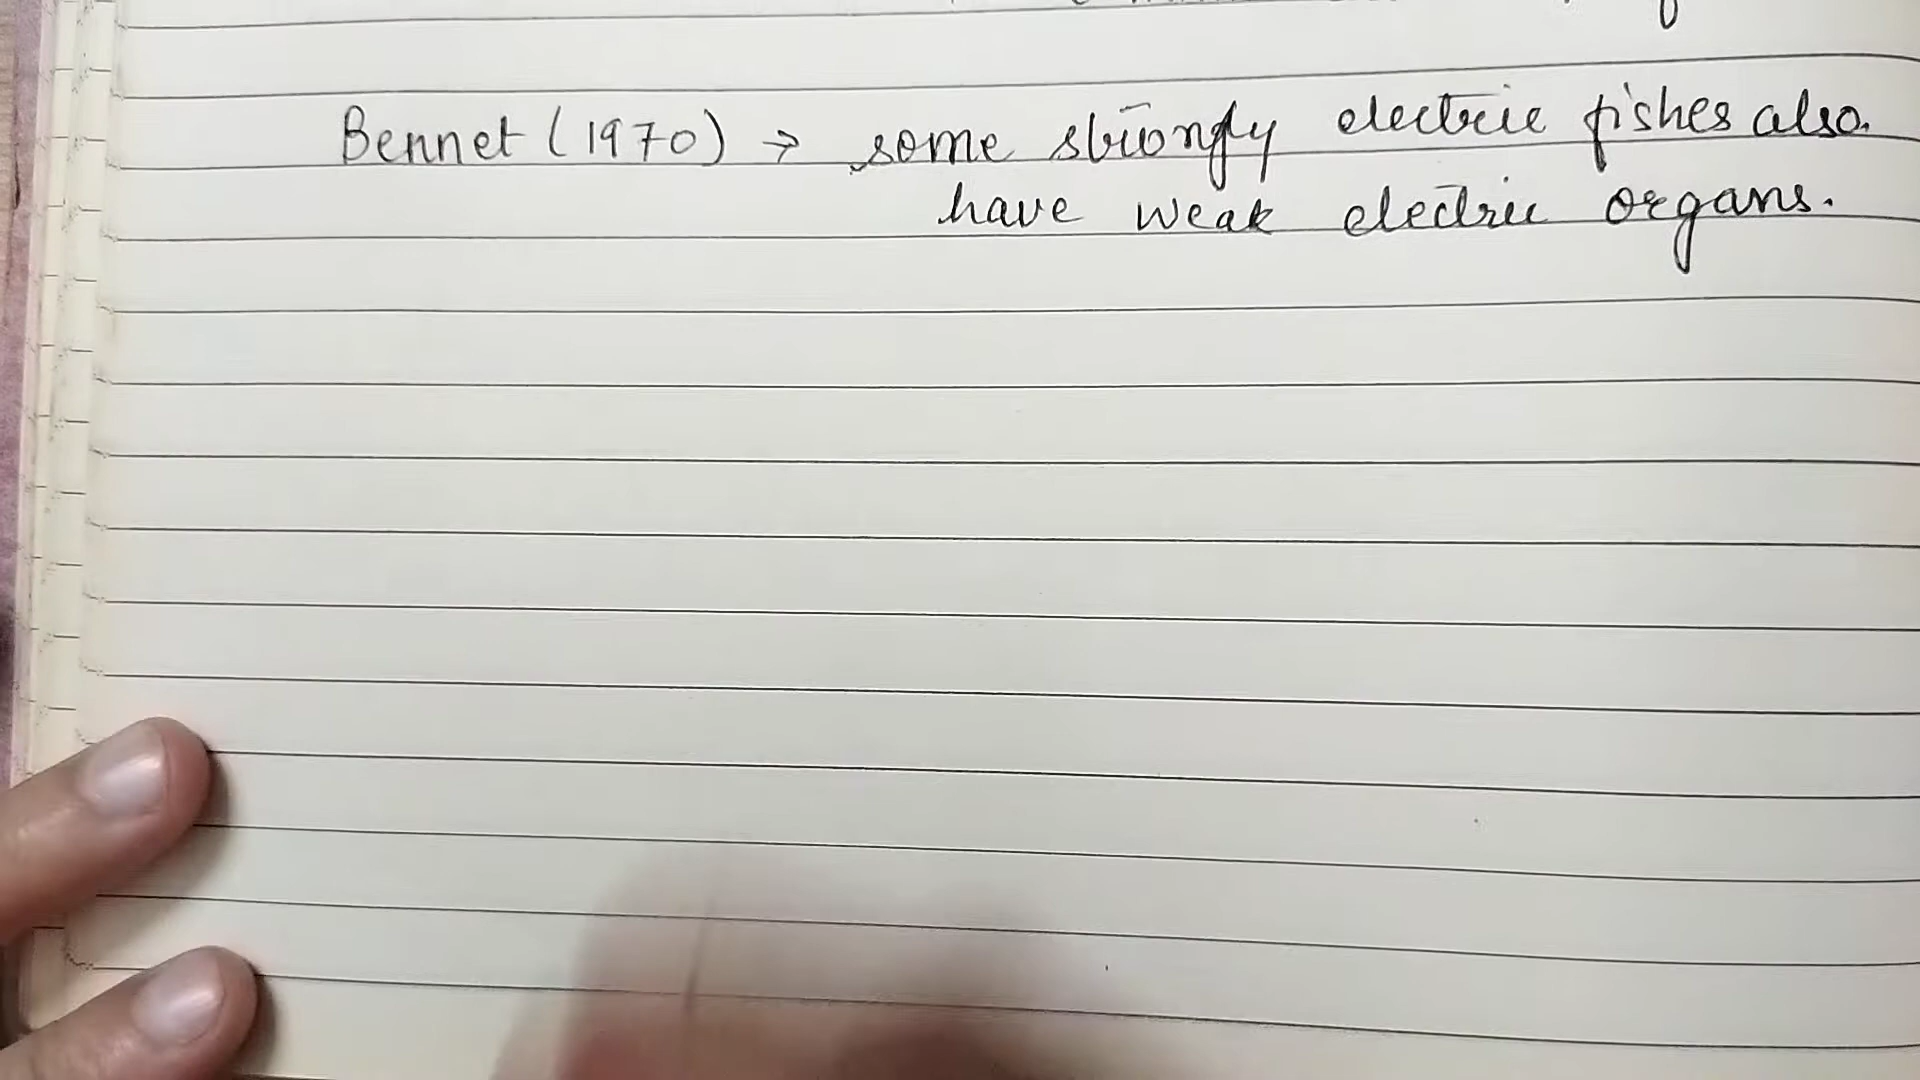 Bennet (1970) → some strongly electric fishes also.
have weak electric organs.